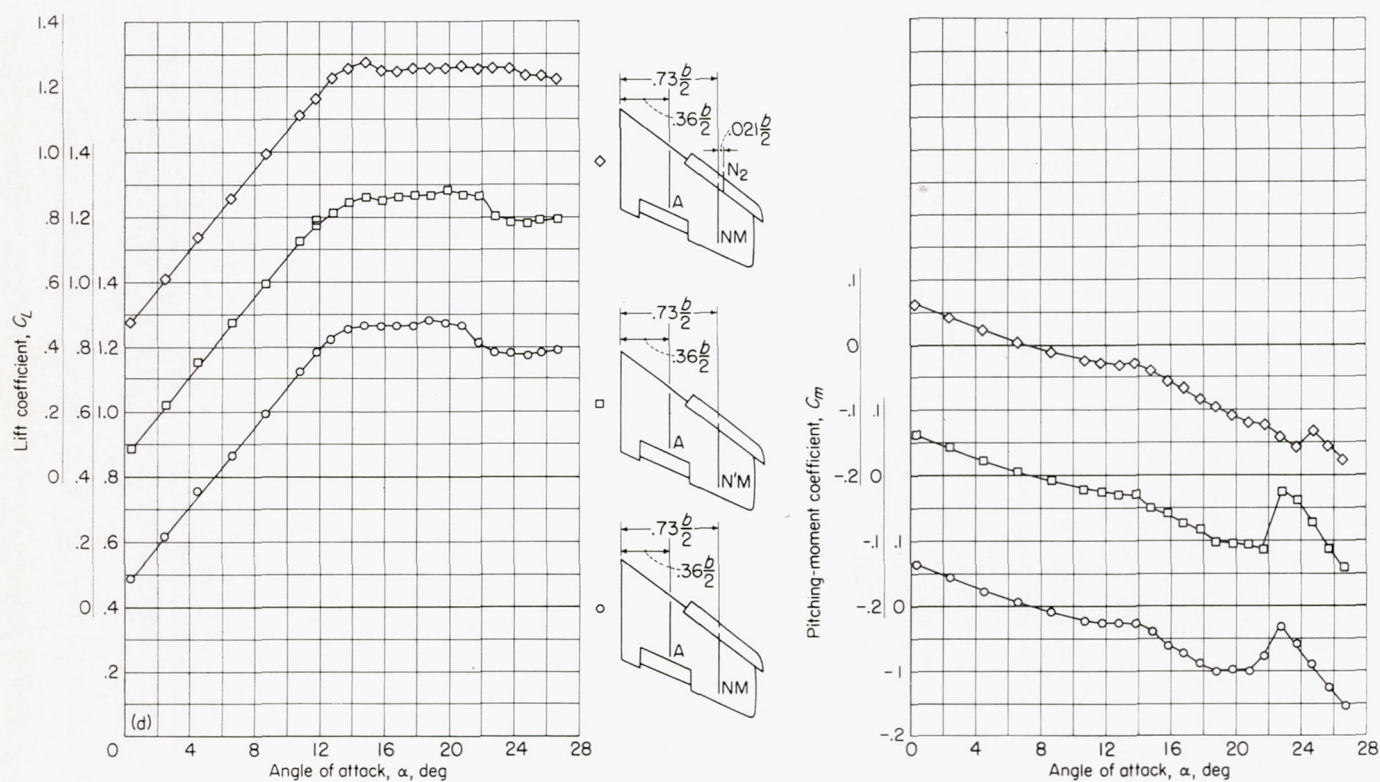 1.4
1.2
1.0 1.4
.8 1.2
.6 1.0 1.4
.4 .8 1.2
.2 .6 1.0
0 .4 .8
.2 .6
0 .4
.2
0 4 8 12 16 20 24 28
Lift coefficient, CL
(d)
Angle of attack, α, deg
.73 b/2
.36 b/2
.021 b/2
N2
A
NM
.73 b/2
.36 b/2
A
N'M
.73 b/2
.36 b/2
A
NM
.1
0
-.1 .1
-.2 0
-.1 .1
-.2 0
-.1
-.2
0 4 8 12 16 20 24 28
Pitching-moment coefficient, Cm
Angle of attack, α, deg